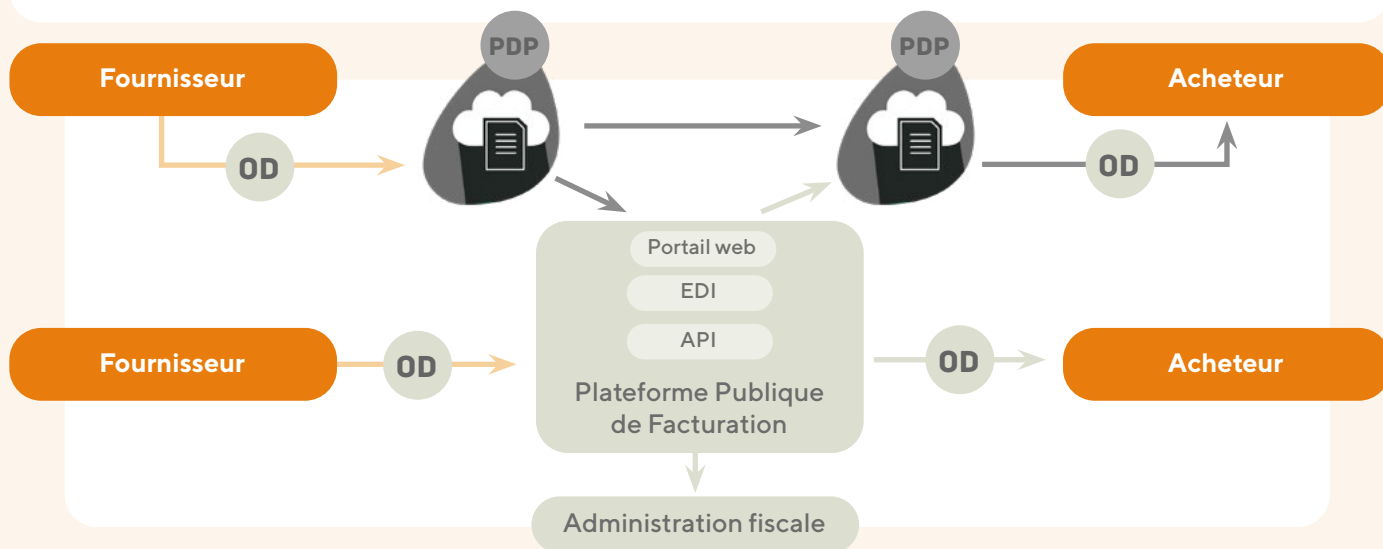 PDP
PDP
Fournisseur
Acheteur
OD
OD
Portail web
EDI
API
Fournisseur
OD
OD
Acheteur
Plateforme Publique
de Facturation
Administration fiscale